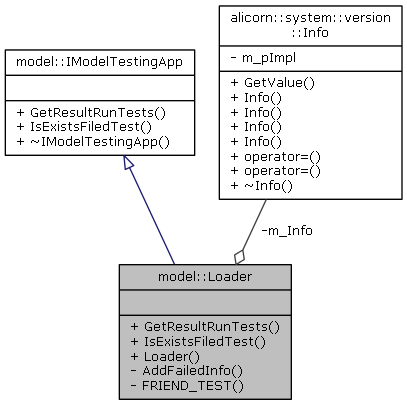 model::IModelTestingApp
+ GetResultRunTests()
+ IsExistsFiledTest()
+ ~IModelTestingApp()
alicorn::system::version
::Info
- m_pImpl
+ GetValue()
+ Info()
+ Info()
+ Info()
+ Info()
+ operator=()
+ operator=()
+ ~Info()
-m_Info
model::Loader
+ GetResultRunTests()
+ IsExistsFiledTest()
+ Loader()
- AddFailedInfo()
- FRIEND_TEST()